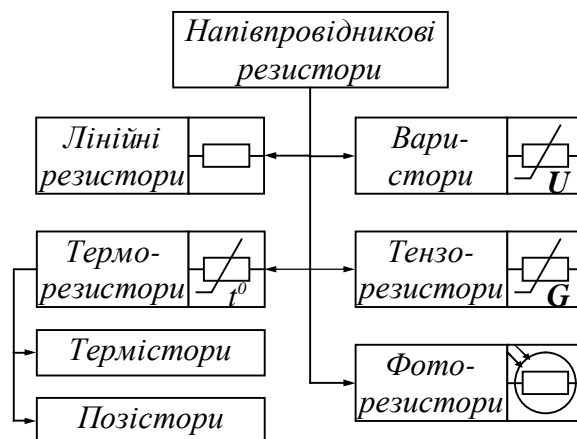 Напівпровідникові
резистори
Лінійні
резистори
Вари-
стори
U
Термо-
резистори
t⁰
Тензо-
резистори
G
Термістори
Фото-
резистори
Позістори